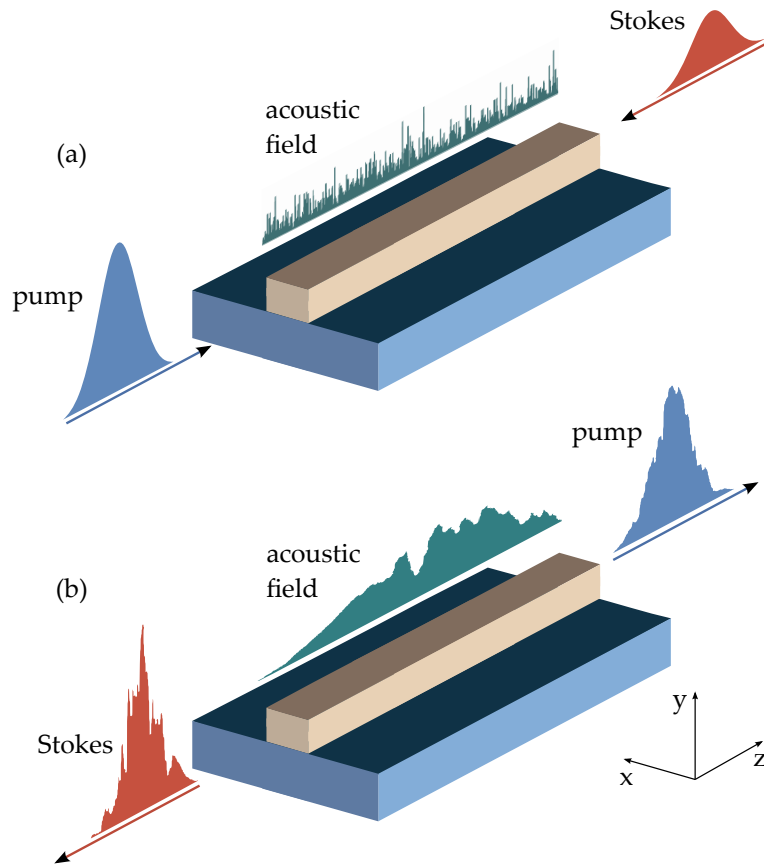 Stokes
acoustic
field
(a)
pump
pump
acoustic
field
(b)
Stokes
y
x
z